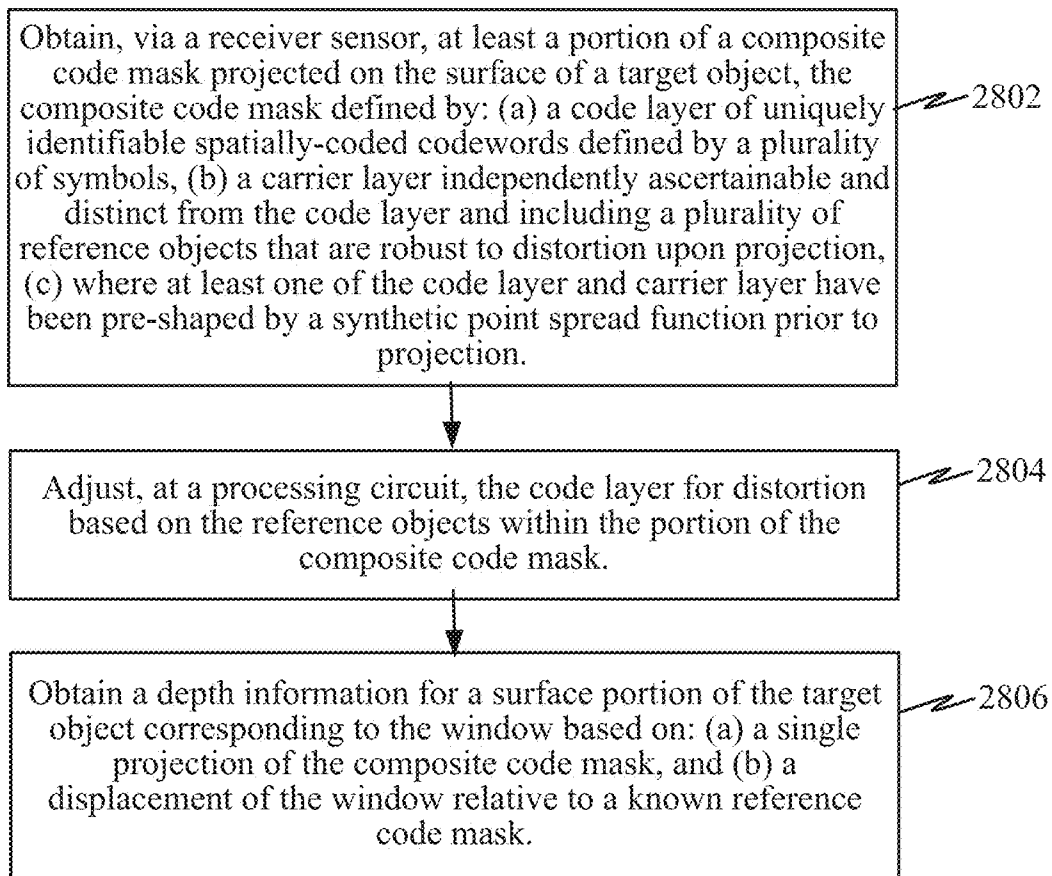 Obtain, via a receiver sensor, at least a portion of a composite
code mask projected on the surface of a target object, the
composite code mask defined by: (a) a code layer of uniquely
identifiable spatially-coded codewords defined by a plurality
of symbols, (b) a carrier layer independently ascertainable and
distinct from the code layer and including a plurality of
reference objects that are robust to distortion upon projection,
(c) where at least one of the code layer and carrier layer have
been pre-shaped by a synthetic point spread function prior to
projection.
2802
Adjust, at a processing circuit, the code layer for distortion
based on the reference objects within the portion of the
composite code mask.
2804
Obtain a depth information for a surface portion of the target
object corresponding to the window based on: (a) a single
projection of the composite code mask, and (b) a
displacement of the window relative to a known reference
code mask.
2806